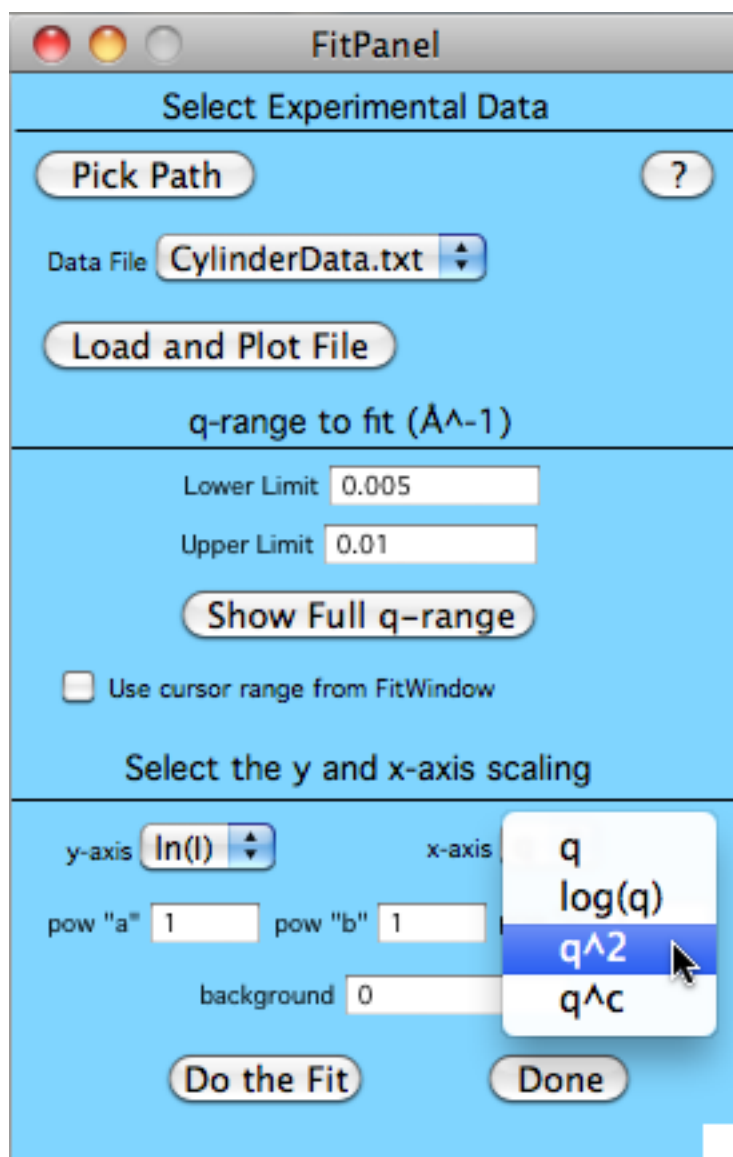 FitPanel
Select Experimental Data
Pick Path ?
Data File CylinderData.txt
Load and Plot File
q-range to fit (Å^-1)
Lower Limit 0.005
Upper Limit 0.01
Show Full q-range
Use cursor range from FitWindow
Select the y and x-axis scaling
y-axis ln(I) x-axis q
log(q)
pow "a" 1 pow "b" 1
q^2
background 0 q^c
Do the Fit Done